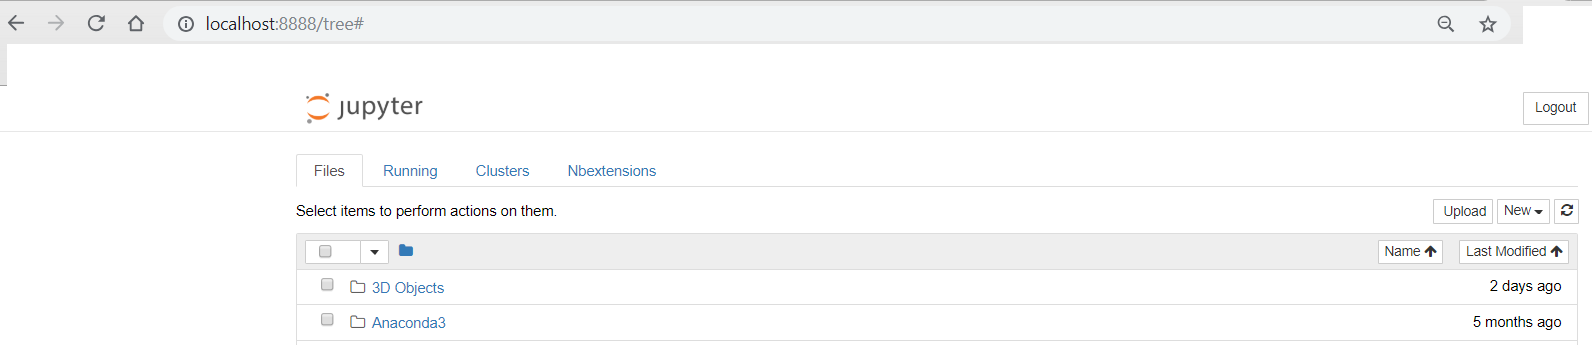 localhost:8888/tree#
jupyter
Logout
Files Running Clusters Nbextensions
Select items to perform actions on them.
Upload New
Name Last Modified
3D Objects 2 days ago
Anaconda3 5 months ago